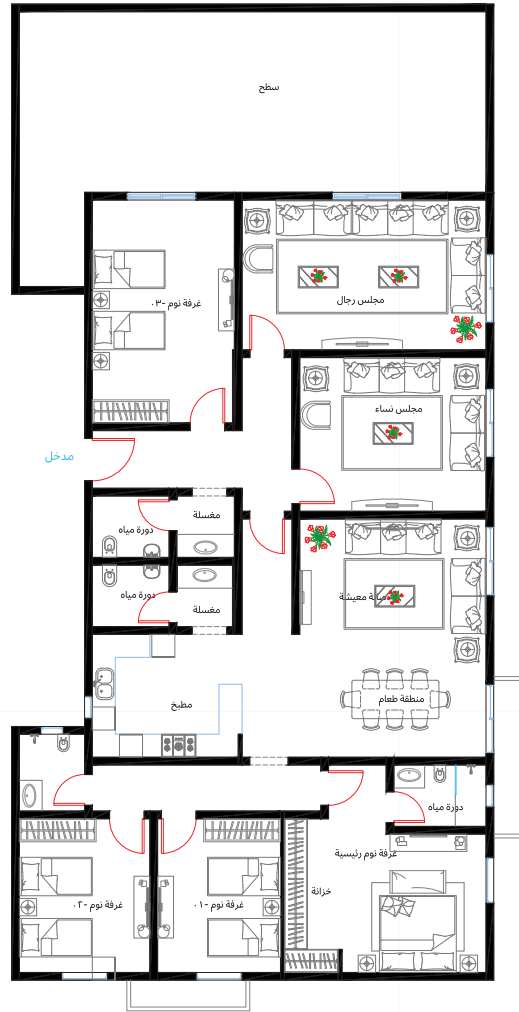 سطح
مجلس رجال
غرفة نوم -٠٣
مجلس نساء
مدخل
مغسلة
دورة مياه
صالة معيشة
دورة مياه
مغسلة
منطقة طعام
مطبخ
دورة مياه
غرفة نوم رئيسية
خزانة
غرفة نوم -٠١
غرفة نوم -٠٢